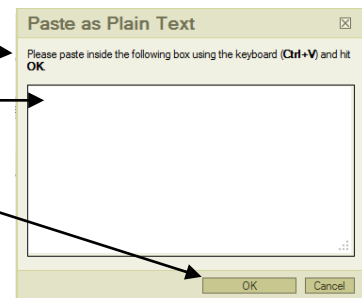 Paste as Plain Text
Please paste inside the following box using the keyboard (Ctrl+V) and hit
OK.
OK Cancel